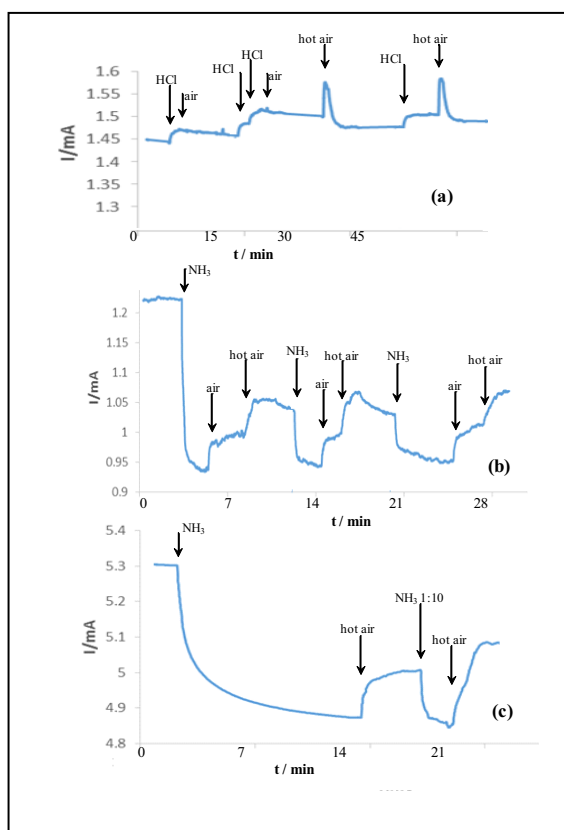 hot air
hot air
HCl
HCl
HCl
air
air
HCl
1.6
1.5
1.5
1.45
1.4
1.35
1.3
I/mA
(a)
0
15
30
45
t / min
NH₃
1.2
1.15
1.1
1.05
1
0.95
0.9
I/mA
air
hot air
NH₃
air
hot air
NH₃
air
hot air
(b)
0
7
14
21
28
t / min
5.4
5.3
5.2
5.1
5
4.9
4.8
I/mA
NH₃
hot air
NH₃ 1:10
hot air
(c)
0
7
14
21
t / min